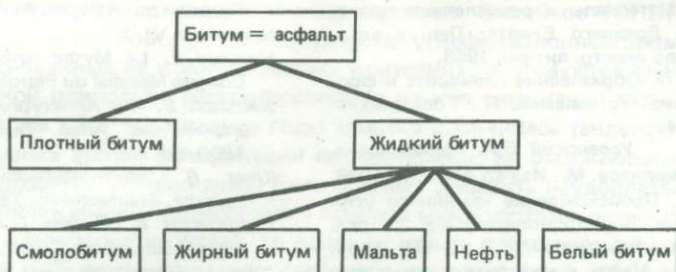 Битум = асфальт
Плотный битум
Жидкий битум
Смолобитум
Жирный битум
Мальта
Нефть
Белый битум